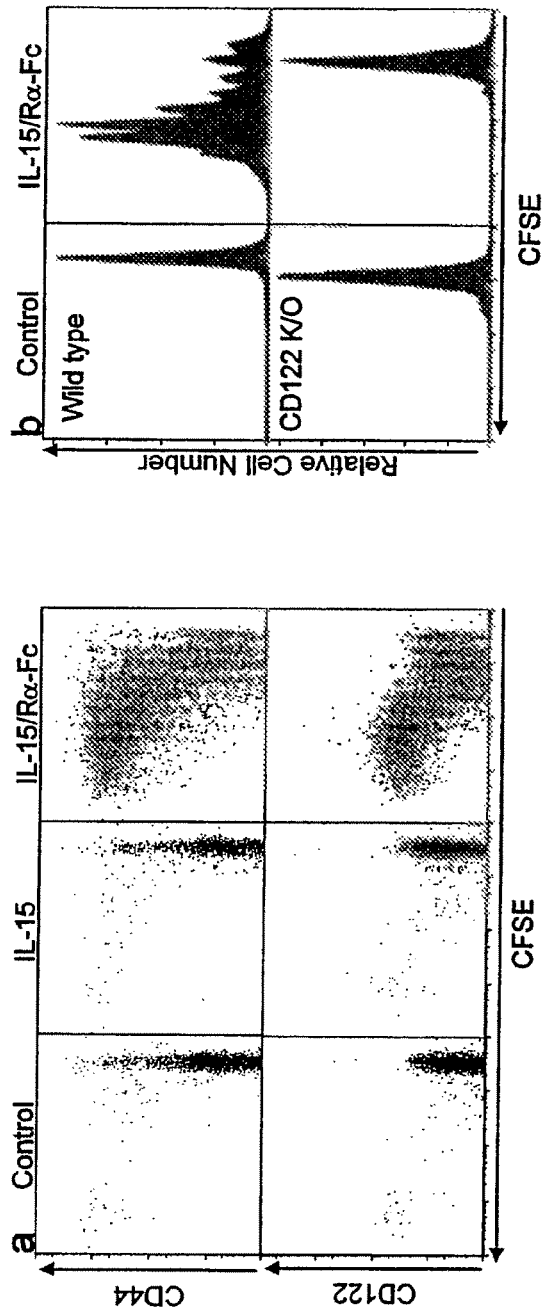 a
Control
IL-15
IL-15/Rα-Fc
CD44
CD122
CFSE
b
Control
IL-15/Rα-Fc
Wild type
CD122 K/O
Relative Cell Number
CFSE